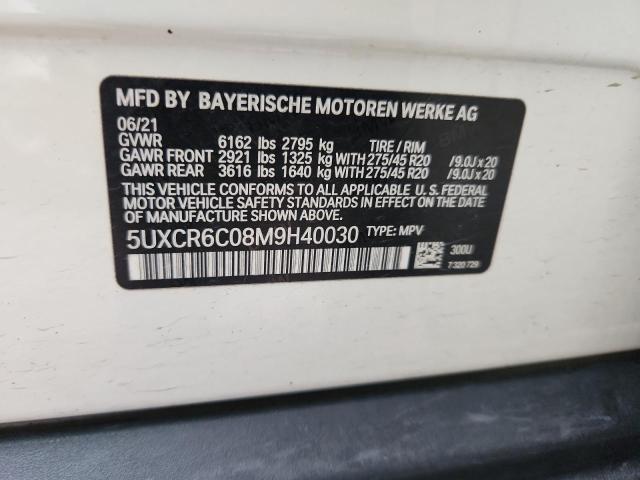 MFD BY BAYERISCHE MOTOREN WERKE AG
06/21
GVWR 6162 lbs 2795 kg TIRE / RIM
GAWR FRONT 2921 lbs 1325 kg WITH 275/45 R20 /9.0J x 20
GAWR REAR 3616 lbs 1640 kg WITH 275/45 R20 /9.0J x 20
THIS VEHICLE CONFORMS TO ALL APPLICABLE U. S. FEDERAL
MOTOR VEHICLE SAFETY STANDARDS IN EFFECT ON THE DATE OF MANUFACTURE SHOWN ABOVE.
5UXCR6C08M9H40030 TYPE: MPV
300U
7 320 729